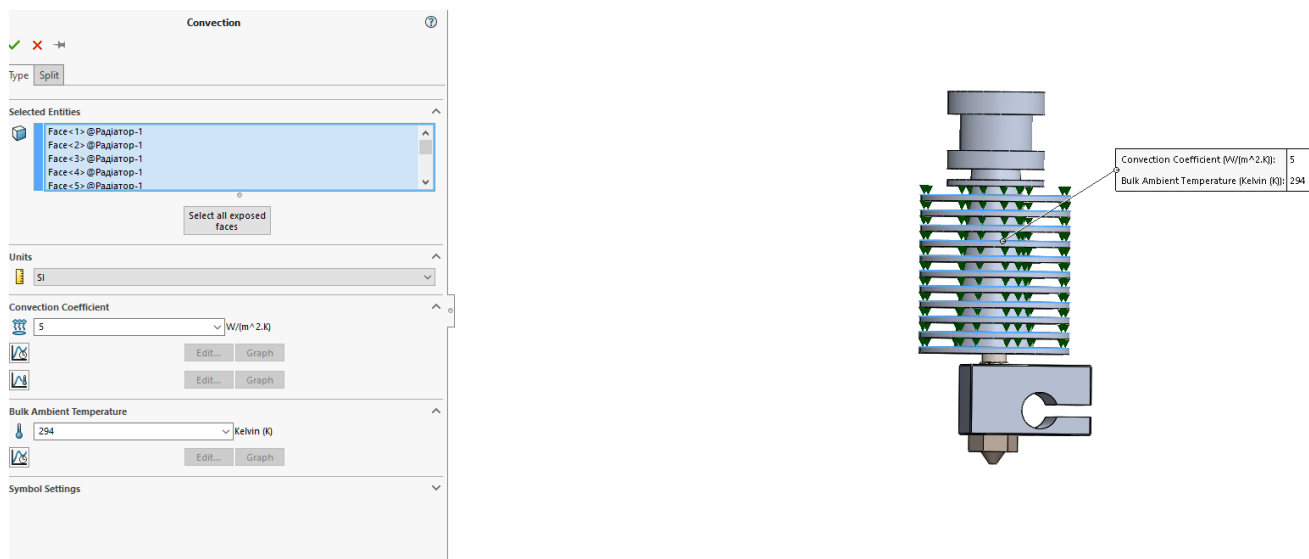 Convection
Type Split
Selected Entities
Face<1>@Радіатор-1
Face<2>@Радіатор-1
Face<3>@Радіатор-1
Face<4>@Радіатор-1
Face<5>@Радіатор-1
Select all exposed
faces
Units
SI
Convection Coefficient
5 W/(m^2.K)
Edit... Graph
Edit... Graph
Bulk Ambient Temperature
294 Kelvin (K)
Edit... Graph
Symbol Settings
Convection Coefficient (W/(m^2.K)): 5
Bulk Ambient Temperature (Kelvin (K)): 294